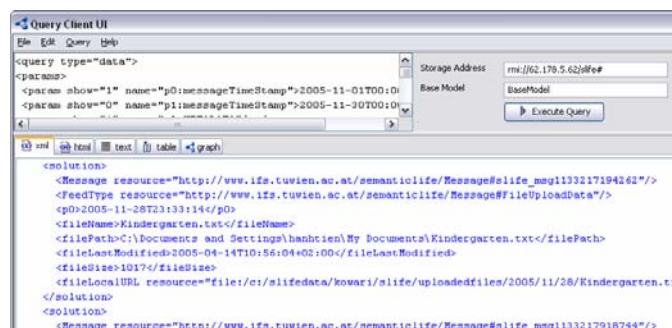 Query Client UI
File Edit Query Help
<query type="data">
<params>
<param show="1" name="p0:messageTimeStamp">2005-11-01T00:0
<param show="0" name="p1:messageTimeStamp">2005-11-30T00:0
Storage Address rmi://62.178.5.62/slife#
Base Model BaseModel
Execute Query
xml html text table graph
<solution>
<Message resource="http://www.ifs.tuwien.ac.at/semanticlife/Message#slife_msg1133217194262"/>
<FeedType resource="http://www.ifs.tuwien.ac.at/semanticlife/Message#FileUploadData"/>
<p0>2005-11-28T23:33:14</p0>
<fileName>Kindergarten.txt</fileName>
<filePath>C:\Documents and Settings\hanhtien\My Documents\Kindergarten.txt</filePath>
<fileLastModified>2005-04-14T10:56:04+02:00</fileLastModified>
<fileSize>1017</fileSize>
<fileLocalURL resource="file:/c:/slifedata/kowari/slife/uploadedfiles/2005/11/28/Kindergarten.t
</solution>
<solution>
<Message resource="http://www.ifs.tuwien.ac.at/semanticlife/Message#slife_msg1133217918764"/>